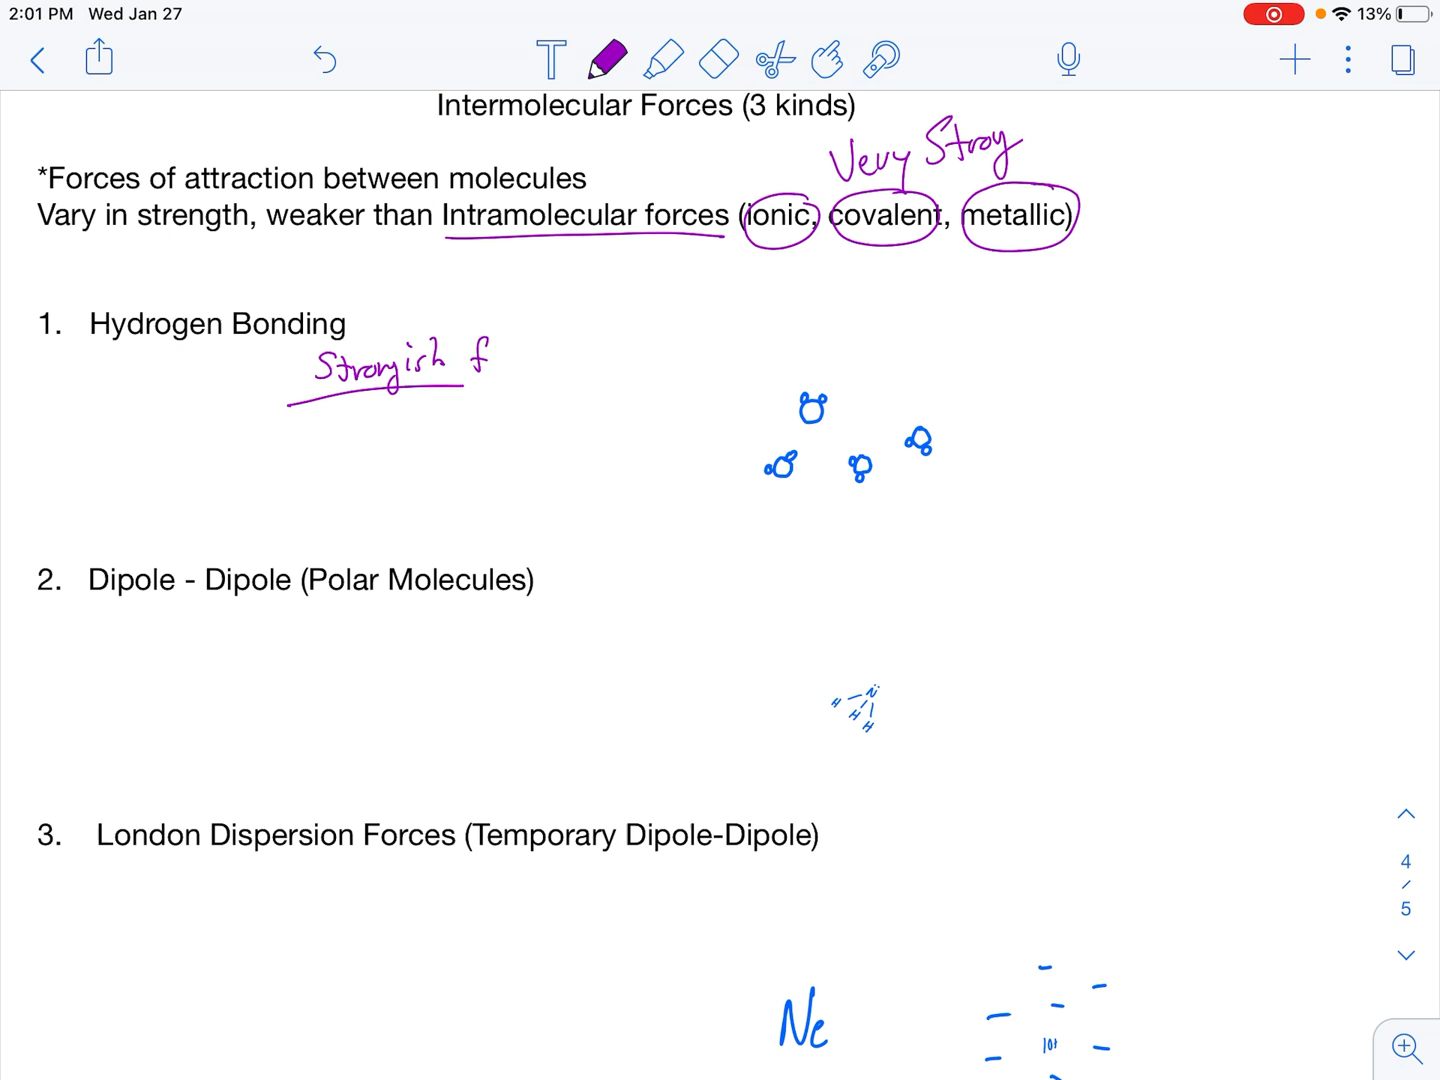 2:01 PM Wed Jan 27
13%
T
Intermolecular Forces (3 kinds)
Very Strong
*Forces of attraction between molecules
Vary in strength, weaker than Intramolecular forces (ionic, covalent, metallic)
1. Hydrogen Bonding
Strongish f
2. Dipole - Dipole (Polar Molecules)
N
H
H
H
3. London Dispersion Forces (Temporary Dipole-Dipole)
4
/
5
Ne
10+